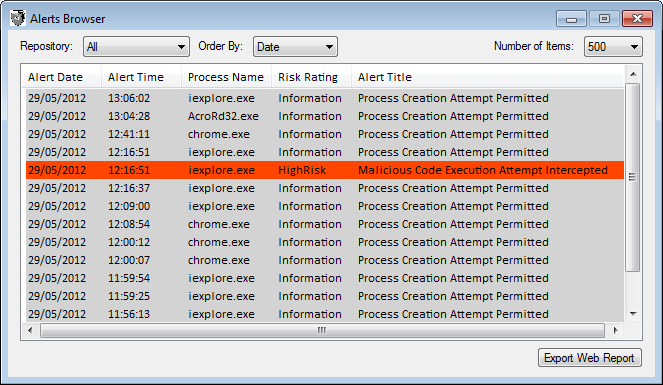 Alerts Browser
Repository: All Order By: Date Number of Items: 500
Alert Date Alert Time Process Name Risk Rating Alert Title
29/05/2012 13:06:02 iexplore.exe Information Process Creation Attempt Permitted
29/05/2012 13:04:28 AcroRd32.exe Information Process Creation Attempt Permitted
29/05/2012 12:41:11 chrome.exe Information Process Creation Attempt Permitted
29/05/2012 12:16:51 iexplore.exe Information Process Creation Attempt Permitted
29/05/2012 12:16:51 iexplore.exe HighRisk Malicious Code Execution Attempt Intercepted
29/05/2012 12:16:37 iexplore.exe Information Process Creation Attempt Permitted
29/05/2012 12:09:00 iexplore.exe Information Process Creation Attempt Permitted
29/05/2012 12:08:54 chrome.exe Information Process Creation Attempt Permitted
29/05/2012 12:00:12 chrome.exe Information Process Creation Attempt Permitted
29/05/2012 12:00:07 chrome.exe Information Process Creation Attempt Permitted
29/05/2012 11:59:54 iexplore.exe Information Process Creation Attempt Permitted
29/05/2012 11:59:25 iexplore.exe Information Process Creation Attempt Permitted
29/05/2012 11:56:13 iexplore.exe Information Process Creation Attempt Permitted
Export Web Report